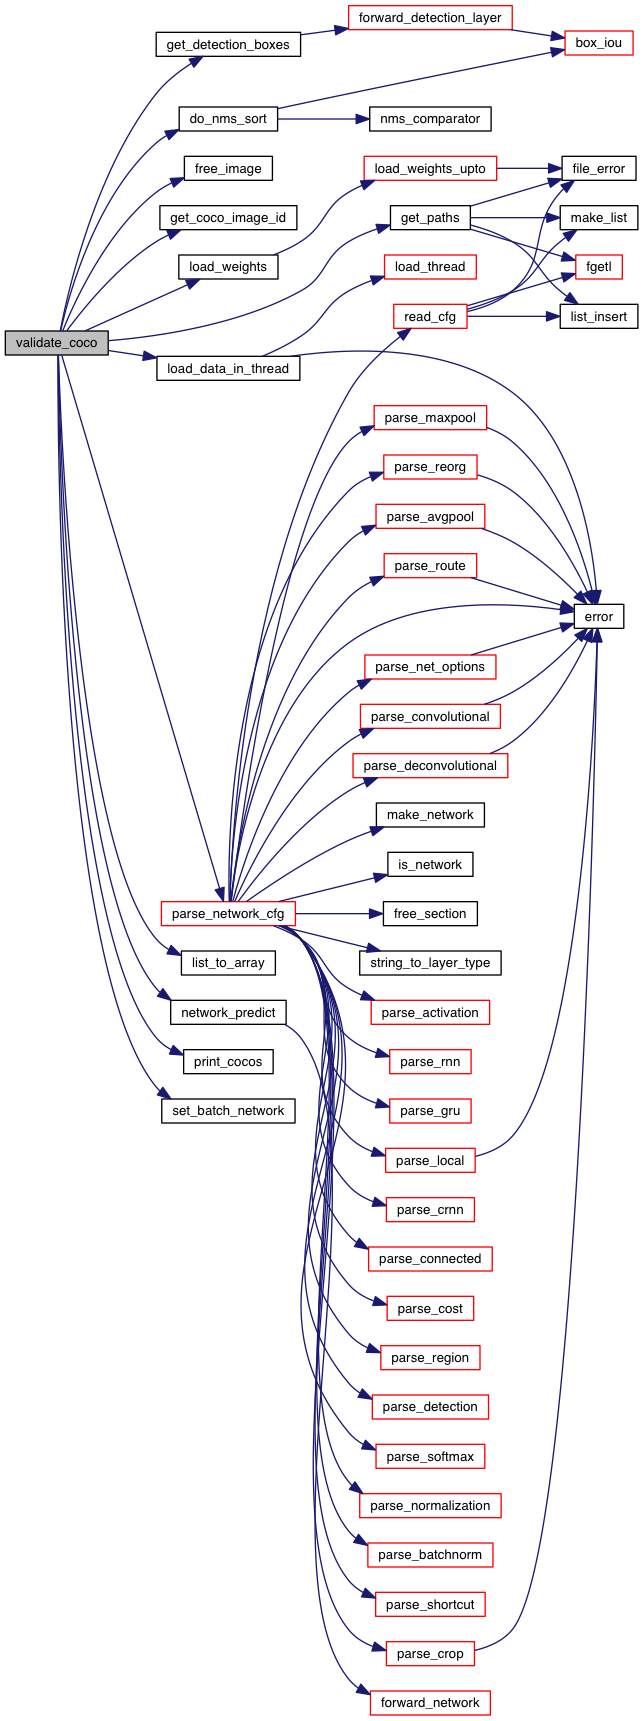 forward_detection_layer
get_detection_boxes
box_iou
do_nms_sort
nms_comparator
free_image
load_weights_upto
file_error
get_coco_image_id
get_paths
make_list
load_weights
load_thread
fgetl
read_cfg
list_insert
validate_coco
load_data_in_thread
parse_maxpool
parse_reorg
parse_avgpool
parse_route
error
parse_net_options
parse_convolutional
parse_deconvolutional
make_network
is_network
parse_network_cfg
free_section
list_to_array
string_to_layer_type
network_predict
parse_activation
print_cocos
parse_rnn
set_batch_network
parse_gru
parse_local
parse_crnn
parse_connected
parse_cost
parse_region
parse_detection
parse_softmax
parse_normalization
parse_batchnorm
parse_shortcut
parse_crop
forward_network